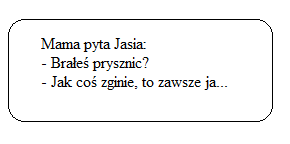 Mama pyta Jasia:
- Brałeś prysznic?
- Jak coś zginie, to zawsze ja...